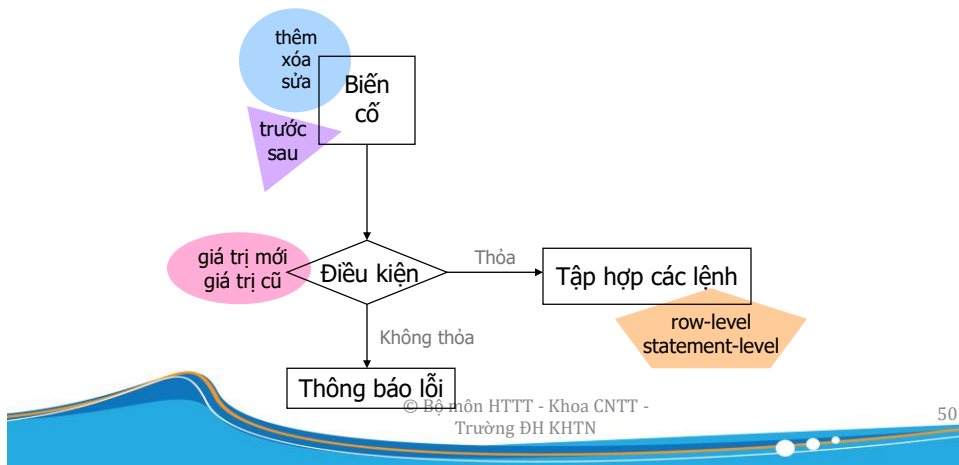 thêm
xóa
sửa
Biến
cố
trước
sau
giá trị mới
giá trị cũ
Điều kiện
Thỏa
Tập hợp các lệnh
row-level
statement-level
Không thỏa
Thông báo lỗi
© Bộ môn HTTT - Khoa CNTT -
Trường ĐH KHTN
50